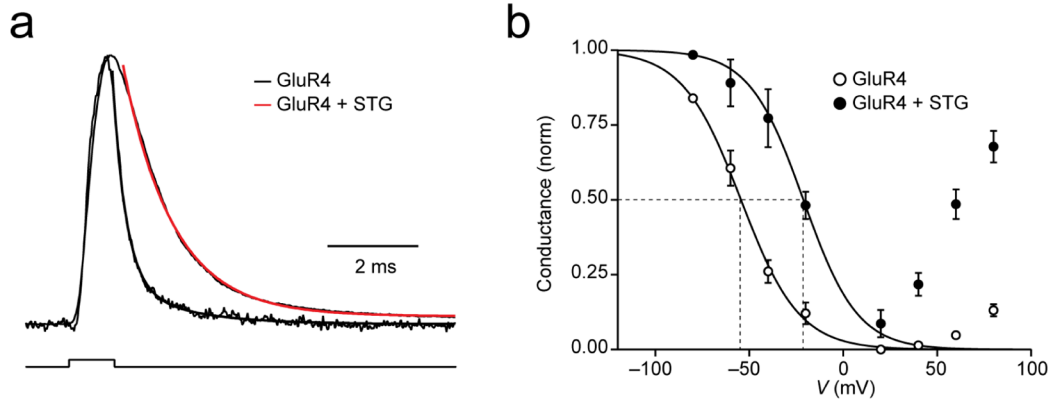 a
GluR4
GluR4 + STG
2 ms
b
1.00
0.75
0.50
0.25
0.00
Conductance (norm)
GluR4
GluR4 + STG
–100
–50
0
50
100
V (mV)